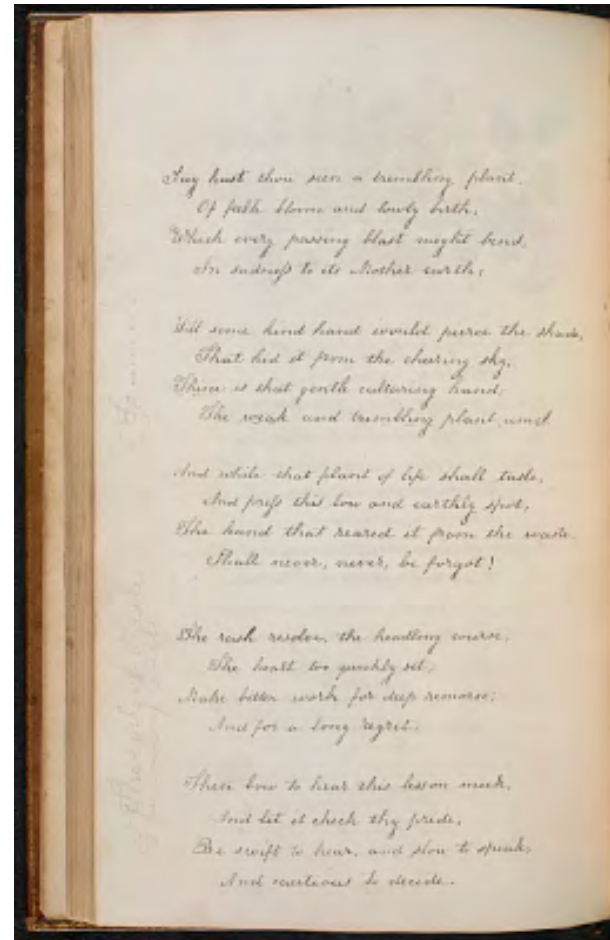 Say hast thou seen a trembling plant,
Of feeble blome and lowly birth,
Which every passing blast might bend,
In sadness to its Mother earth;
Till some kind hand would pierce the shade,
That hid it from the cheering sky,
Thine is that gentle culturing hand,
The weak and trembling plant am I.
And while that plant of life shall taste,
And press this low and earthly spot,
The hand that reared it from the waste
Shall never, never, be forgot!
The rash resolve, the headlong course,
The heart too quickly set,
Make bitter work for deep remorse;
And for a long regret.
Then bow to hear this lesson meek,
And let it check thy pride,
Be swift to hear, and slow to speak,
And cautious to decide.